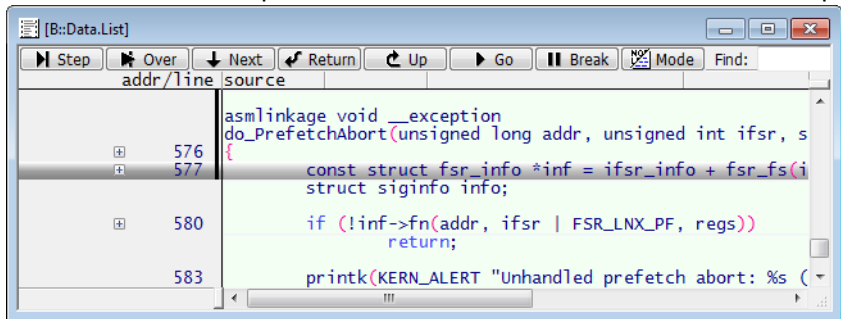 [B::Data.List]
Step Over Next Return Up Go Break Mode Find:
addr/line source
asmlinkage void __exception
do_PrefetchAbort(unsigned long addr, unsigned int ifsr, s
576 {
577 const struct fsr_info *inf = ifsr_info + fsr_fs(i
struct siginfo info;
580 if (!inf->fn(addr, ifsr | FSR_LNX_PF, regs))
return;
583 printk(KERN_ALERT "Unhandled prefetch abort: %s (